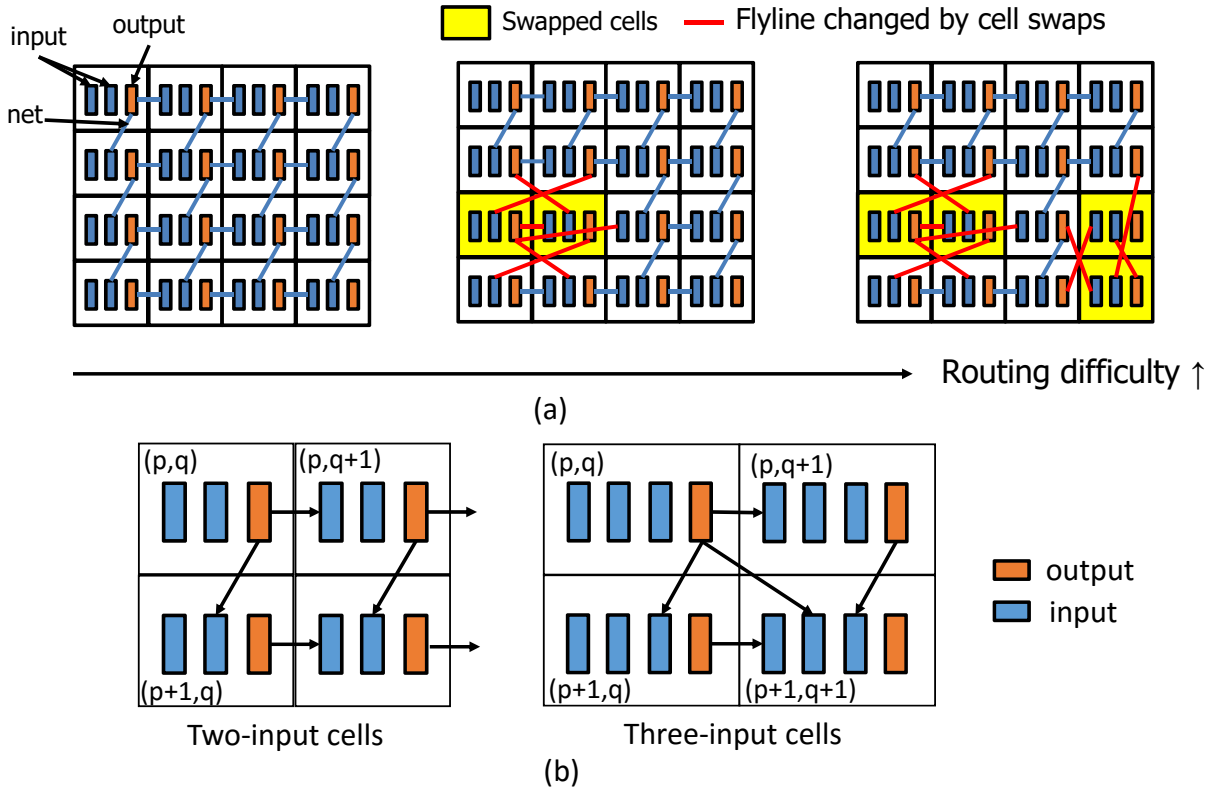 Swapped cells
Flyline changed by cell swaps
input
output
net
Routing difficulty ↑
(a)
(p,q)
(p,q+1)
(p+1,q)
Two-input cells
(p,q)
(p,q+1)
(p+1,q)
(p+1,q+1)
Three-input cells
output
input
(b)